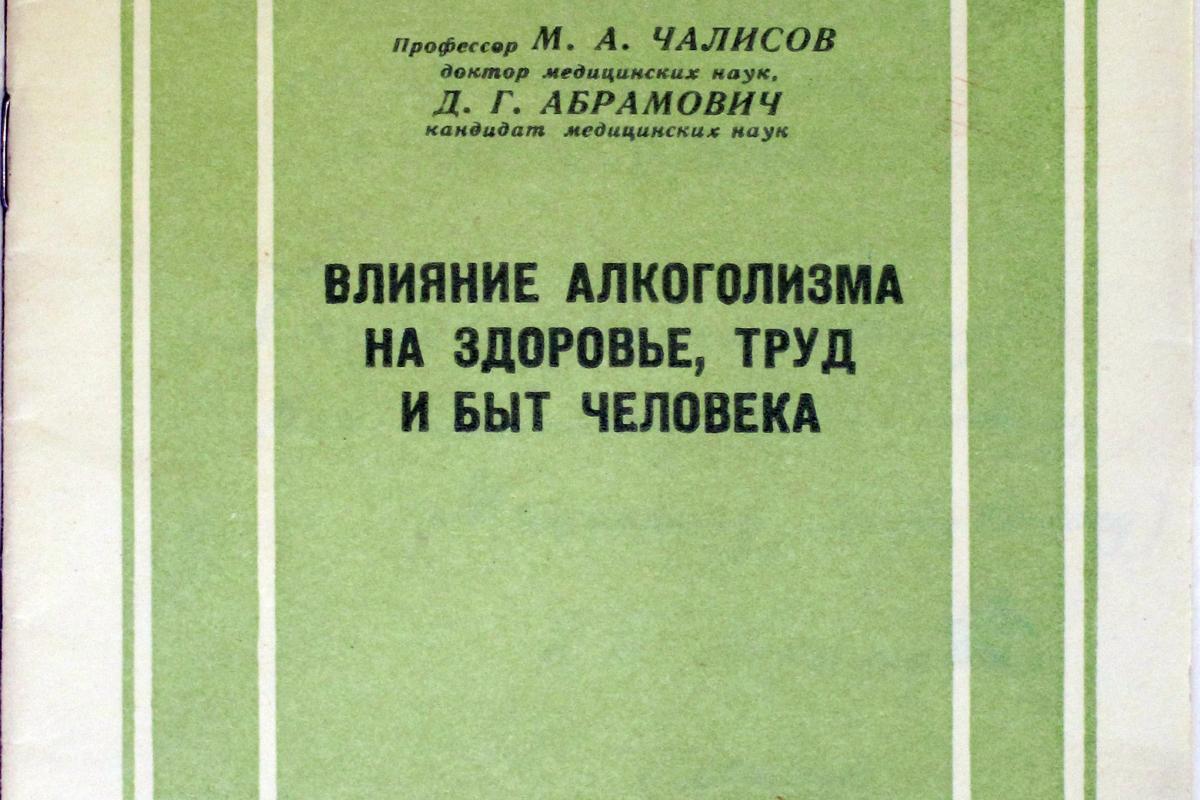 Профессор М. А. ЧАЛИСОВ
доктор медицинских наук,
Д. Г. АБРАМОВИЧ
кандидат медицинских наук
ВЛИЯНИЕ АЛКОГОЛИЗМА
НА ЗДОРОВЬЕ, ТРУД
И БЫТ ЧЕЛОВЕКА